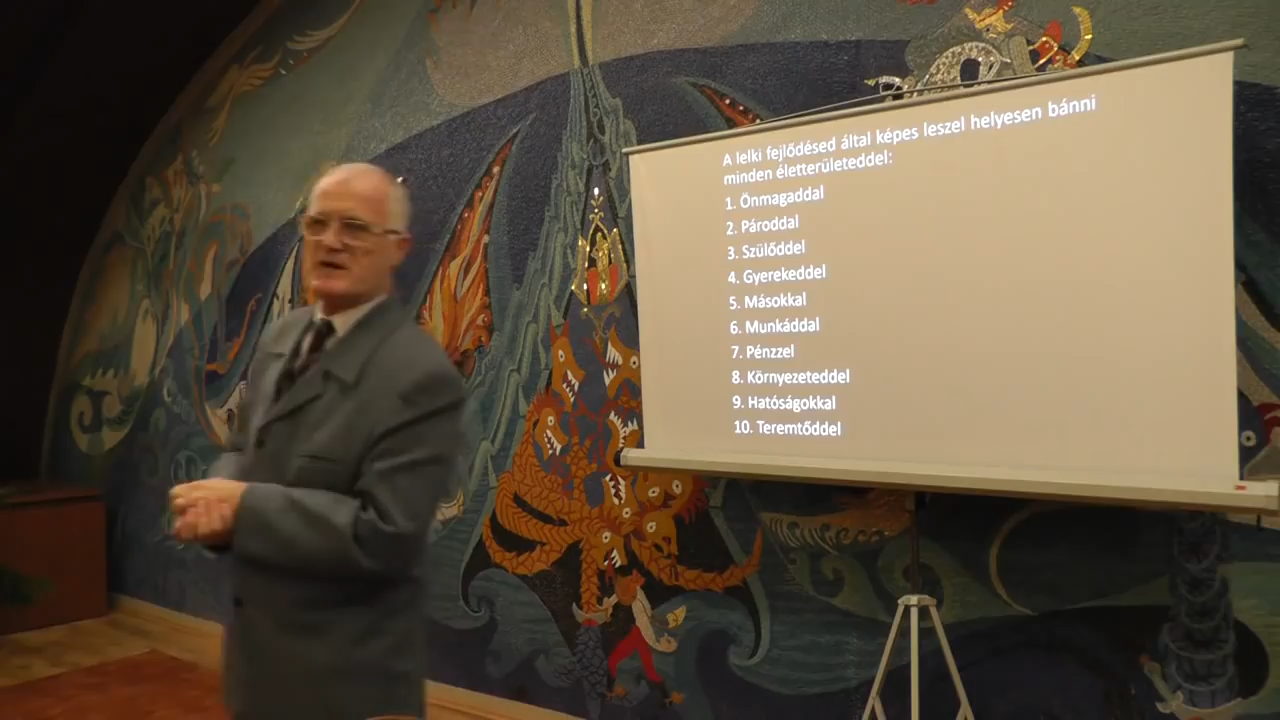 A lelki fejlődésed által képes leszel helyesen bánni
minden életterületeddel:
1. Önmagaddal
2. Pároddal
3. Szülőddel
4. Gyerekeddel
5. Másokkal
6. Munkáddal
7. Pénzzel
8. Környezeteddel
9. Hatóságokkal
10. Teremtőddel